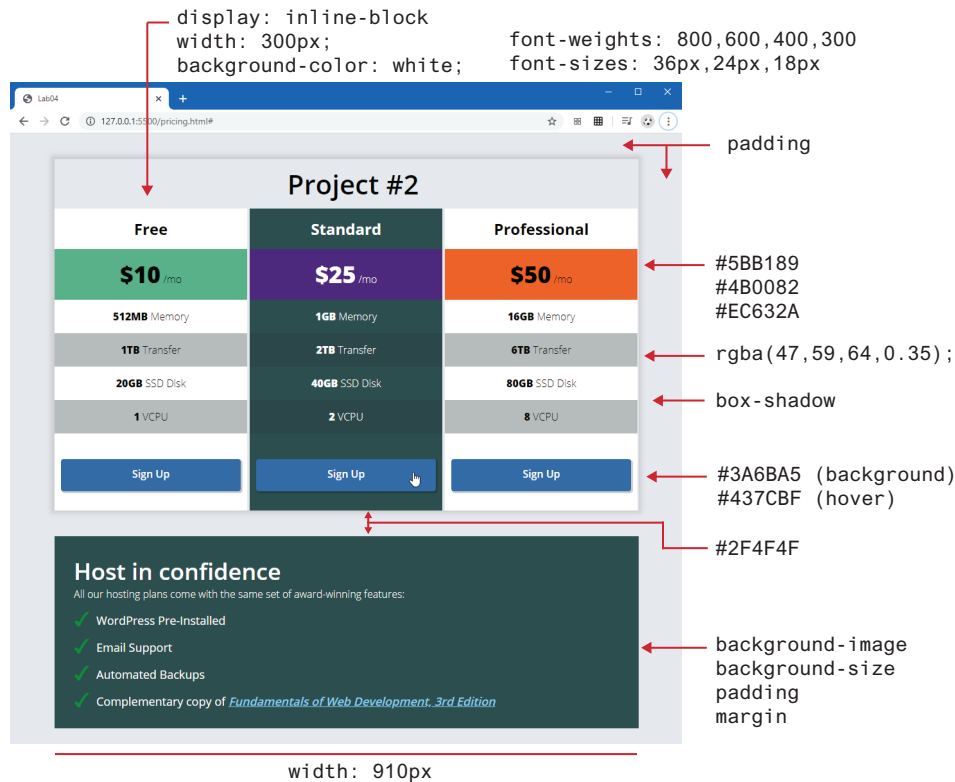 display: inline-block
width: 300px;
background-color: white;
font-weights: 800,600,400,300
font-sizes: 36px,24px,18px
Lab04
127.0.0.1:5500/pricing.html#
padding
Project #2
Free
Standard
Professional
$10 /mo
$25 /mo
$50 /mo
#5BB189
#4B0082
#EC632A
512MB Memory
1GB Memory
16GB Memory
1TB Transfer
2TB Transfer
6TB Transfer
rgba(47,59,64,0.35);
20GB SSD Disk
40GB SSD Disk
80GB SSD Disk
box-shadow
1 VCPU
2 VCPU
8 VCPU
Sign Up
Sign Up
Sign Up
#3A6BA5 (background)
#437CBF (hover)
#2F4F4F
Host in confidence
All our hosting plans come with the same set of award-winning features:
WordPress Pre-Installed
Email Support
Automated Backups
Complementary copy of Fundamentals of Web Development, 3rd Edition
background-image
background-size
padding
margin
width: 910px